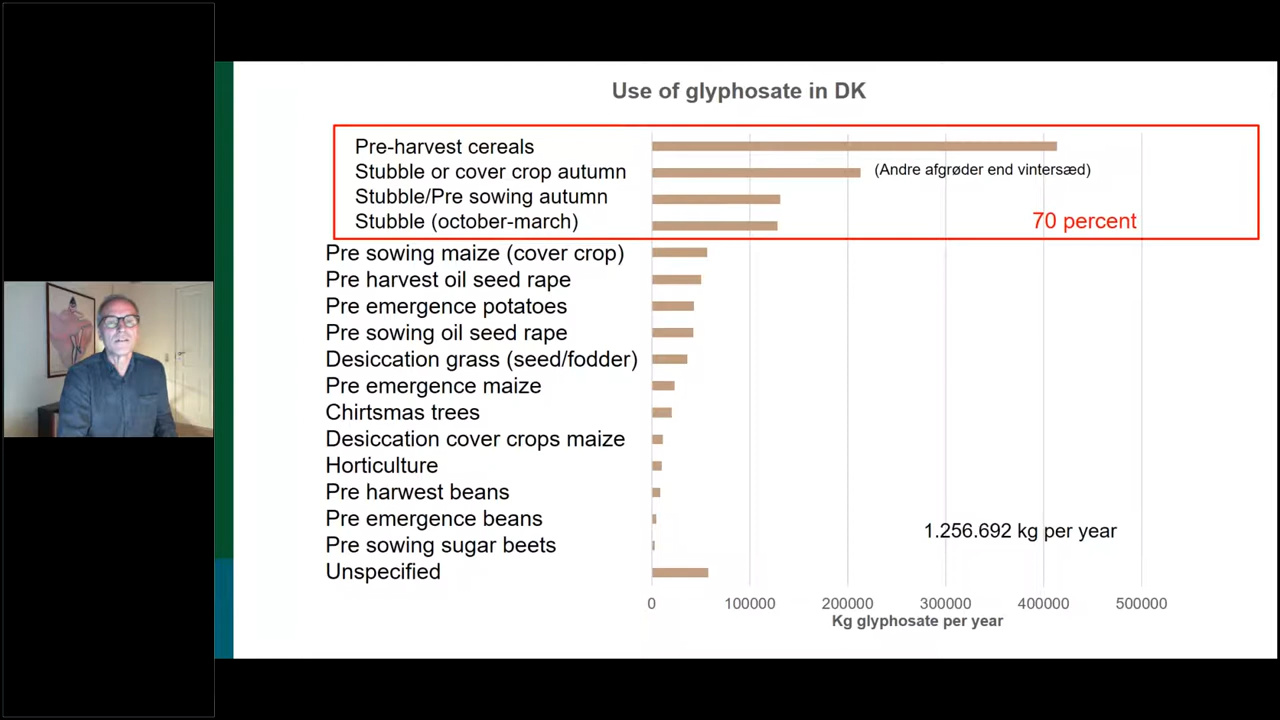 Use of glyphosate in DK
Pre-harvest cereals
Stubble or cover crop autumn
(Andre afgrøder end vintersæd)
Stubble/Pre sowing autumn
Stubble (october-march)
70 percent
Pre sowing maize (cover crop)
Pre harvest oil seed rape
Pre emergence potatoes
Pre sowing oil seed rape
Desiccation grass (seed/fodder)
Pre emergence maize
Chirtsmas trees
Desiccation cover crops maize
Horticulture
Pre harwest beans
Pre emergence beans
1.256.692 kg per year
Pre sowing sugar beets
Unspecified
0 100000 200000 300000 400000 500000
Kg glyphosate per year